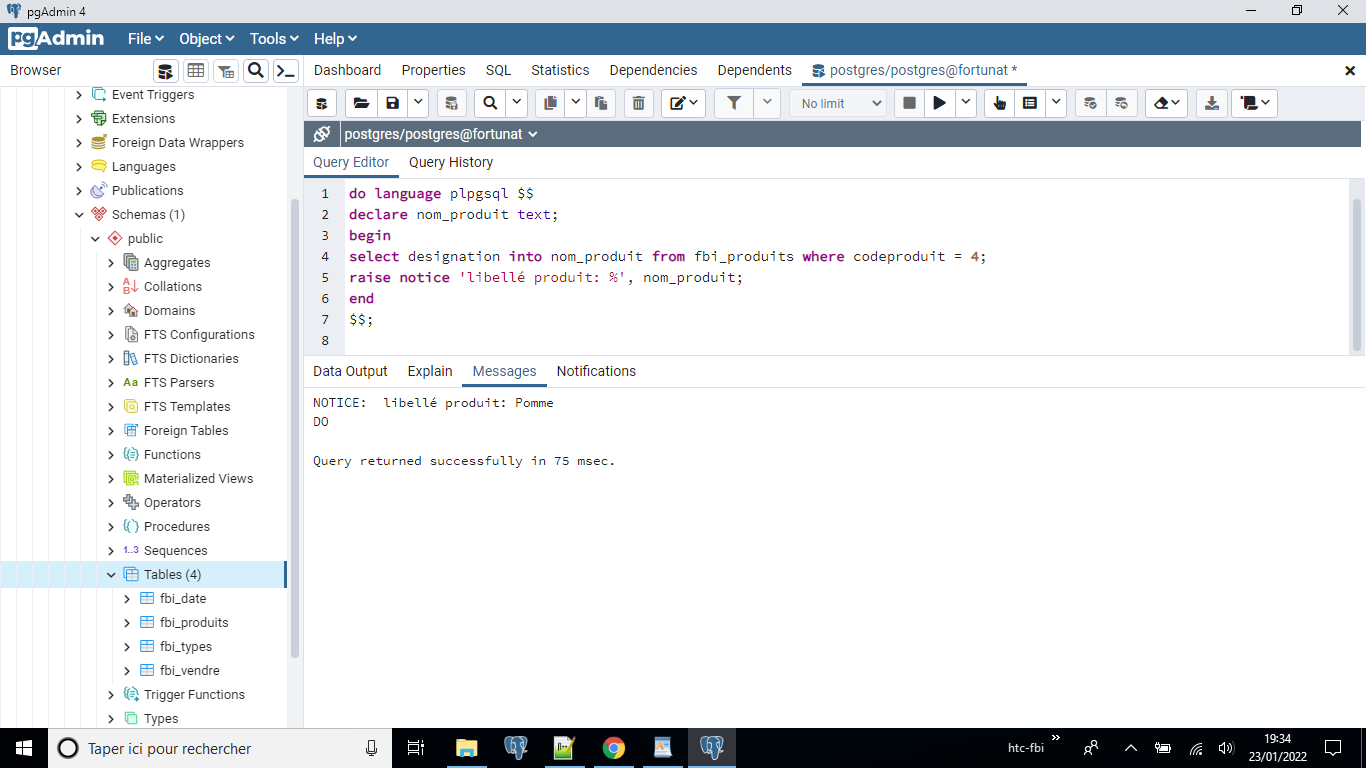 pgAdmin 4
pgAdmin File Object Tools Help
Browser
Dashboard Properties SQL Statistics Dependencies Dependents postgres/postgres@fortunat *
No limit
postgres/postgres@fortunat
Query Editor Query History
Event Triggers
Extensions
Foreign Data Wrappers
Languages
Publications
Schemas (1)
public
Aggregates
Collations
Domains
FTS Configurations
FTS Dictionaries
Aa FTS Parsers
FTS Templates
Foreign Tables
Functions
Materialized Views
Operators
Procedures
1..3 Sequences
Tables (4)
fbi_date
fbi_produits
fbi_types
fbi_vendre
Trigger Functions
Types
1 do language plpgsql $$
2 declare nom_produit text;
3 begin
4 select designation into nom_produit from fbi_produits where codeproduit = 4;
5 raise notice 'libellé produit: %', nom_produit;
6 end
7 $$;
8
Data Output Explain Messages Notifications
NOTICE:  libellé produit: Pomme
DO
Query returned successfully in 75 msec.
Taper ici pour rechercher
htc-fbi
19:34
23/01/2022